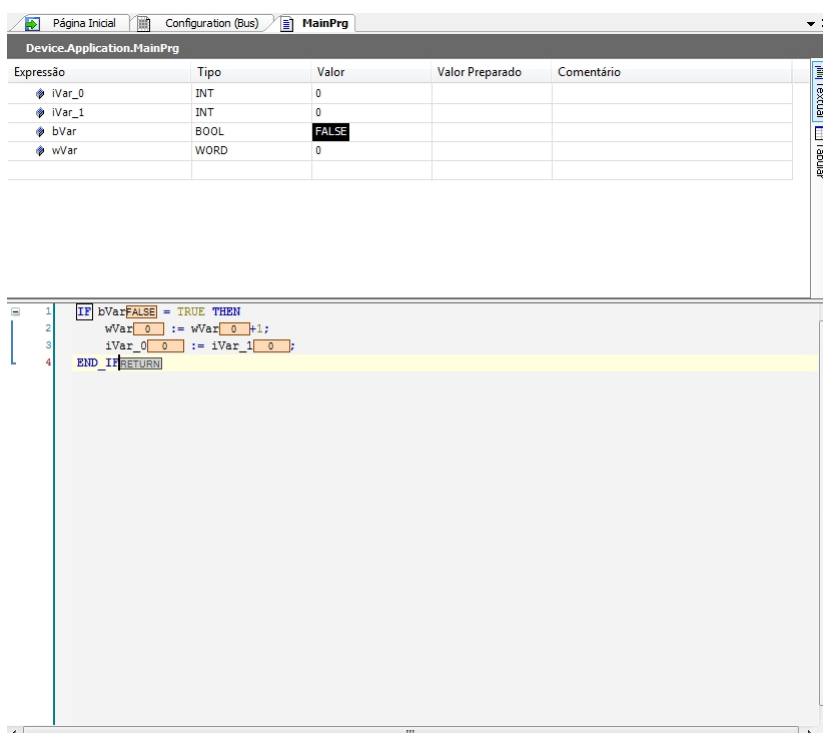 Página Inicial Configuration (Bus) MainPrg
Device.Application.MainPrg
Expressão Tipo Valor Valor Preparado Comentário
iVar_0 INT 0
iVar_1 INT 0
bVar BOOL FALSE
wVar WORD 0
Textual
Tabular
1 IF bVar FALSE = TRUE THEN
2 wVar 0 := wVar 0 +1;
3 iVar_0 0 := iVar_1 0 ;
4 END_IF RETURN